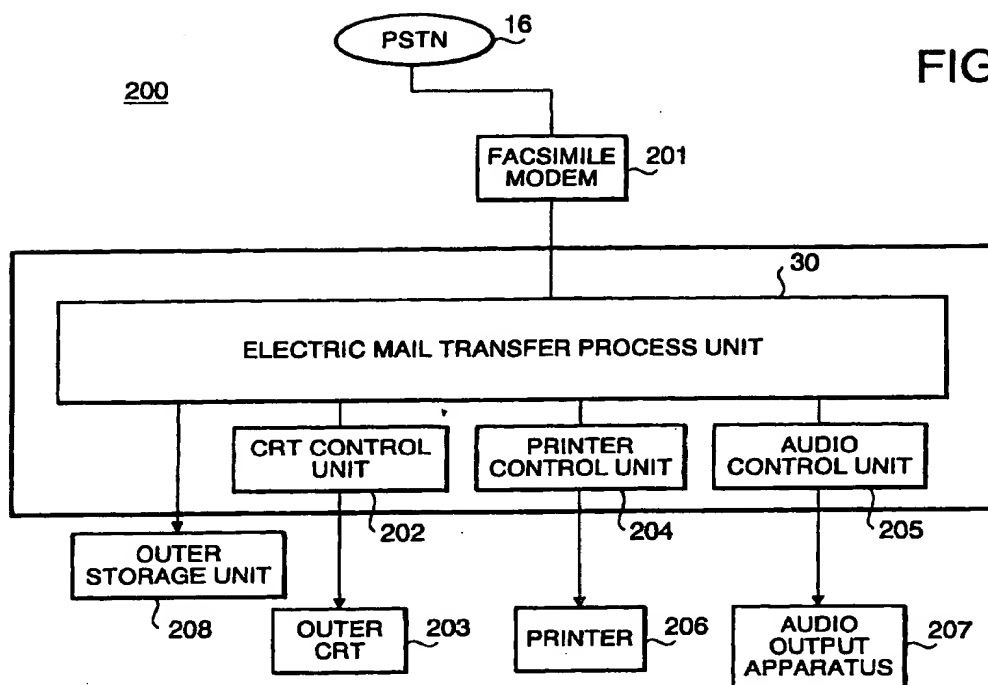 PSTN
16
FIG
200
FACSIMILE
MODEM
201
30
ELECTRIC MAIL TRANSFER PROCESS UNIT
CRT CONTROL
UNIT
PRINTER
CONTROL UNIT
AUDIO
CONTROL UNIT
202
204
205
OUTER
STORAGE UNIT
208
OUTER
CRT
203
PRINTER
206
AUDIO
OUTPUT
APPARATUS
207